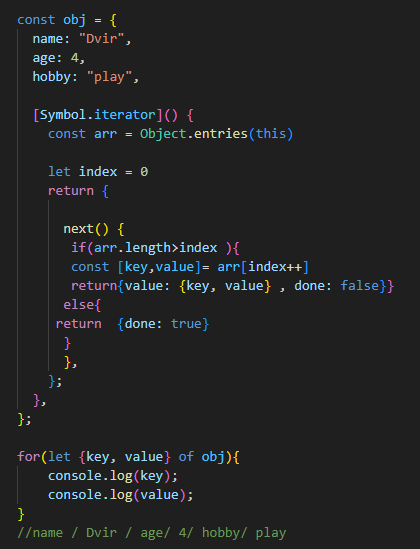 const obj = {
name: "Dvir",
age: 4,
hobby: "play",
[Symbol.iterator]() {
const arr = Object.entries(this)
let index = 0
return {
next() {
if(arr.length>index ){
const [key,value]= arr[index++]
return{value: {key, value} , done: false}}
else{
return  {done: true}
}
},
};
},
};
for(let {key, value} of obj){
console.log(key);
console.log(value);
}
//name / Dvir / age/ 4/ hobby/ play